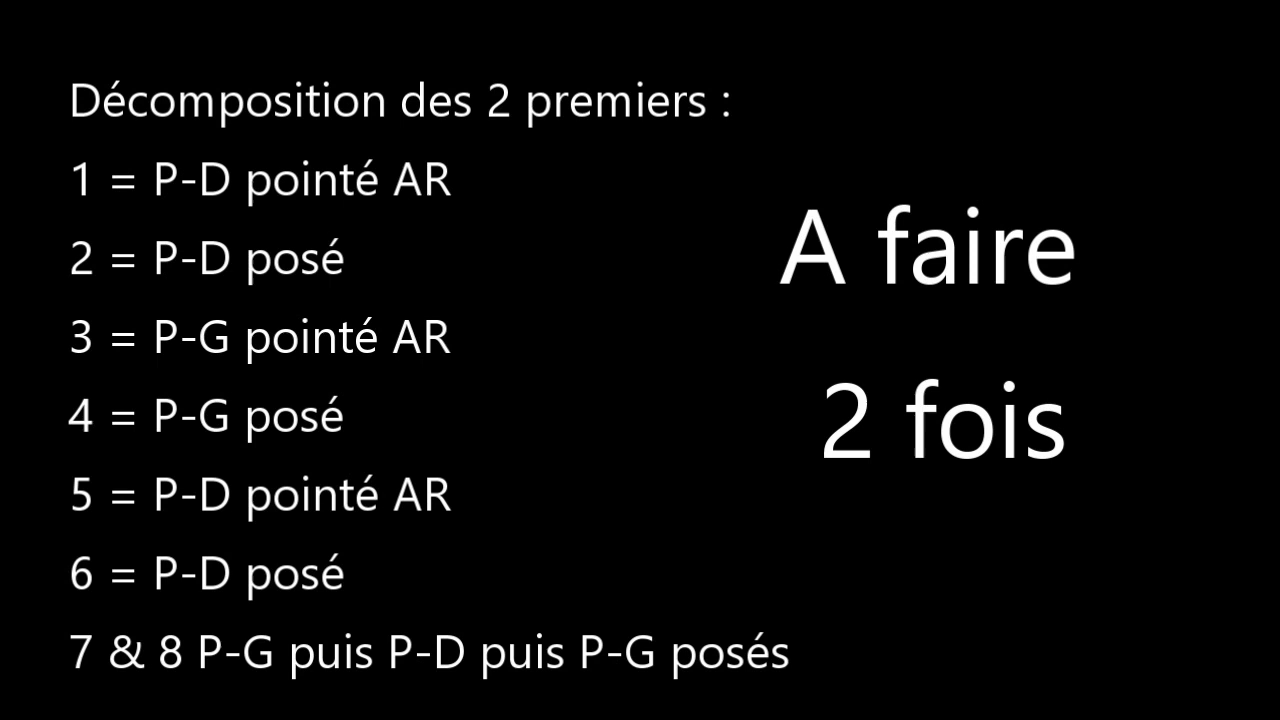 Décomposition des 2 premiers :
1 = P-D pointé AR
2 = P-D posé
3 = P-G pointé AR
4 = P-G posé
5 = P-D pointé AR
6 = P-D posé
7 & 8 P-G puis P-D puis P-G posés
A faire
2 fois